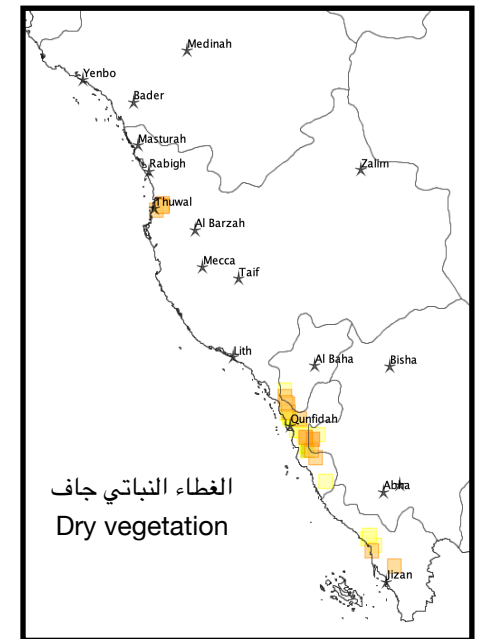 Medinah
Yenbo
Bader
Masturah
Rabigh
Zalim
Thuwal
Al Barzah
Mecca
Taif
Lith
Al Baha
Bisha
Qunfidah
الغطاء النباتي جاف
Abha
Dry vegetation
Jizan